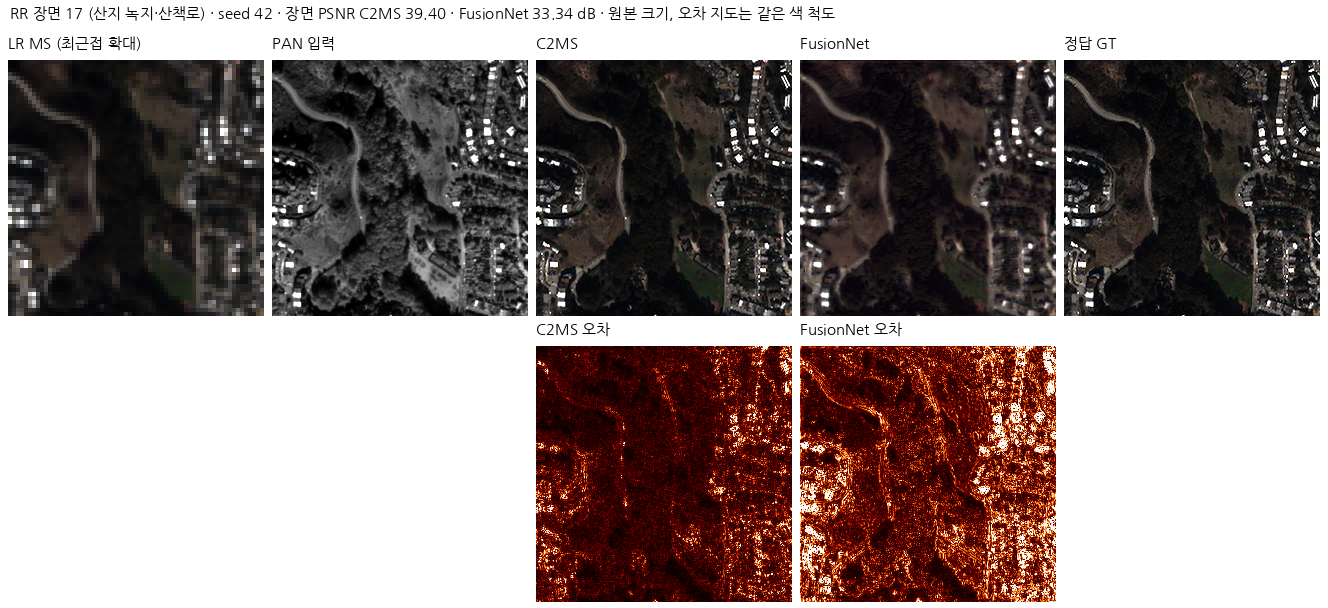 RR 장면 17 (산지 녹지·산책로) · seed 42 · 장면 PSNR C2MS 39.40 · FusionNet 33.34 dB · 원본 크기, 오차 지도는 같은 색 척도
LR MS (최근접 확대)
PAN 입력
C2MS
FusionNet
정답 GT
C2MS 오차
FusionNet 오차